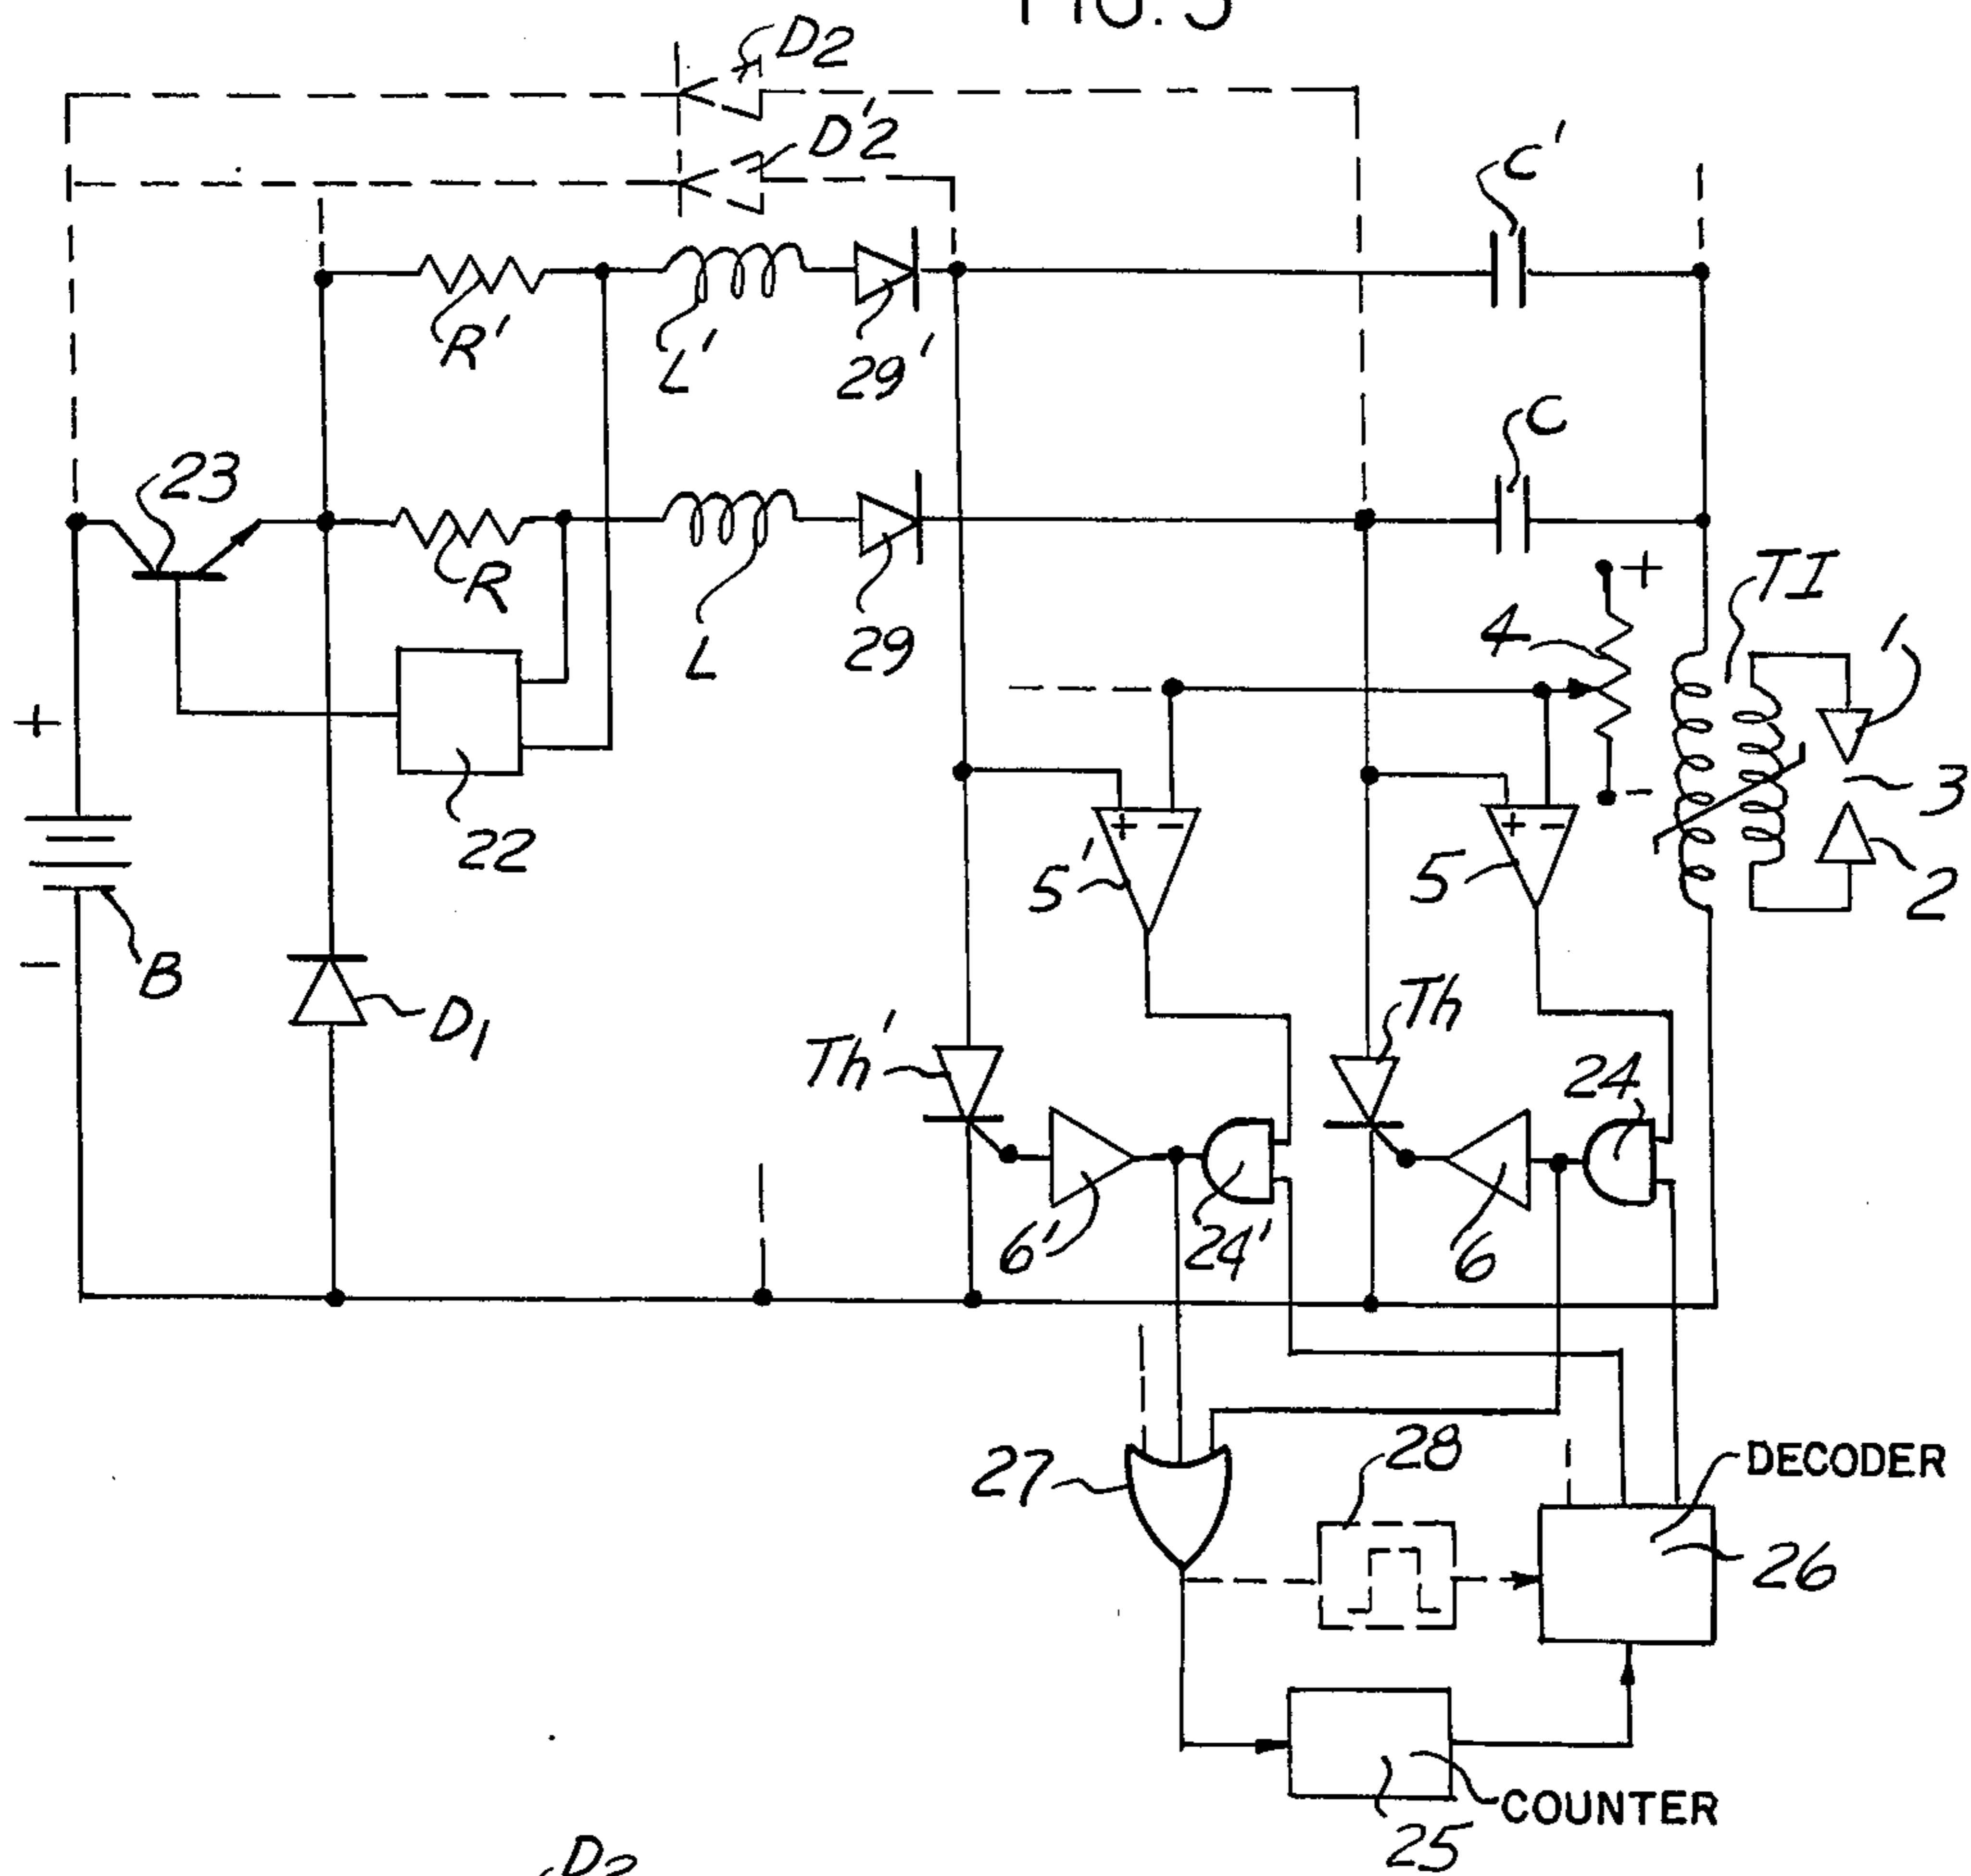 FIG. 5
D2
D'2
C'
R'
L'
29'
C
23
R
L
29
TI
+
4
1
+
3
-
22
+ -
+ -
5'
5
2
B
-
D1
Th'
Th
24
6'
24'
6
27
28
DECODER
26
COUNTER
25
D2